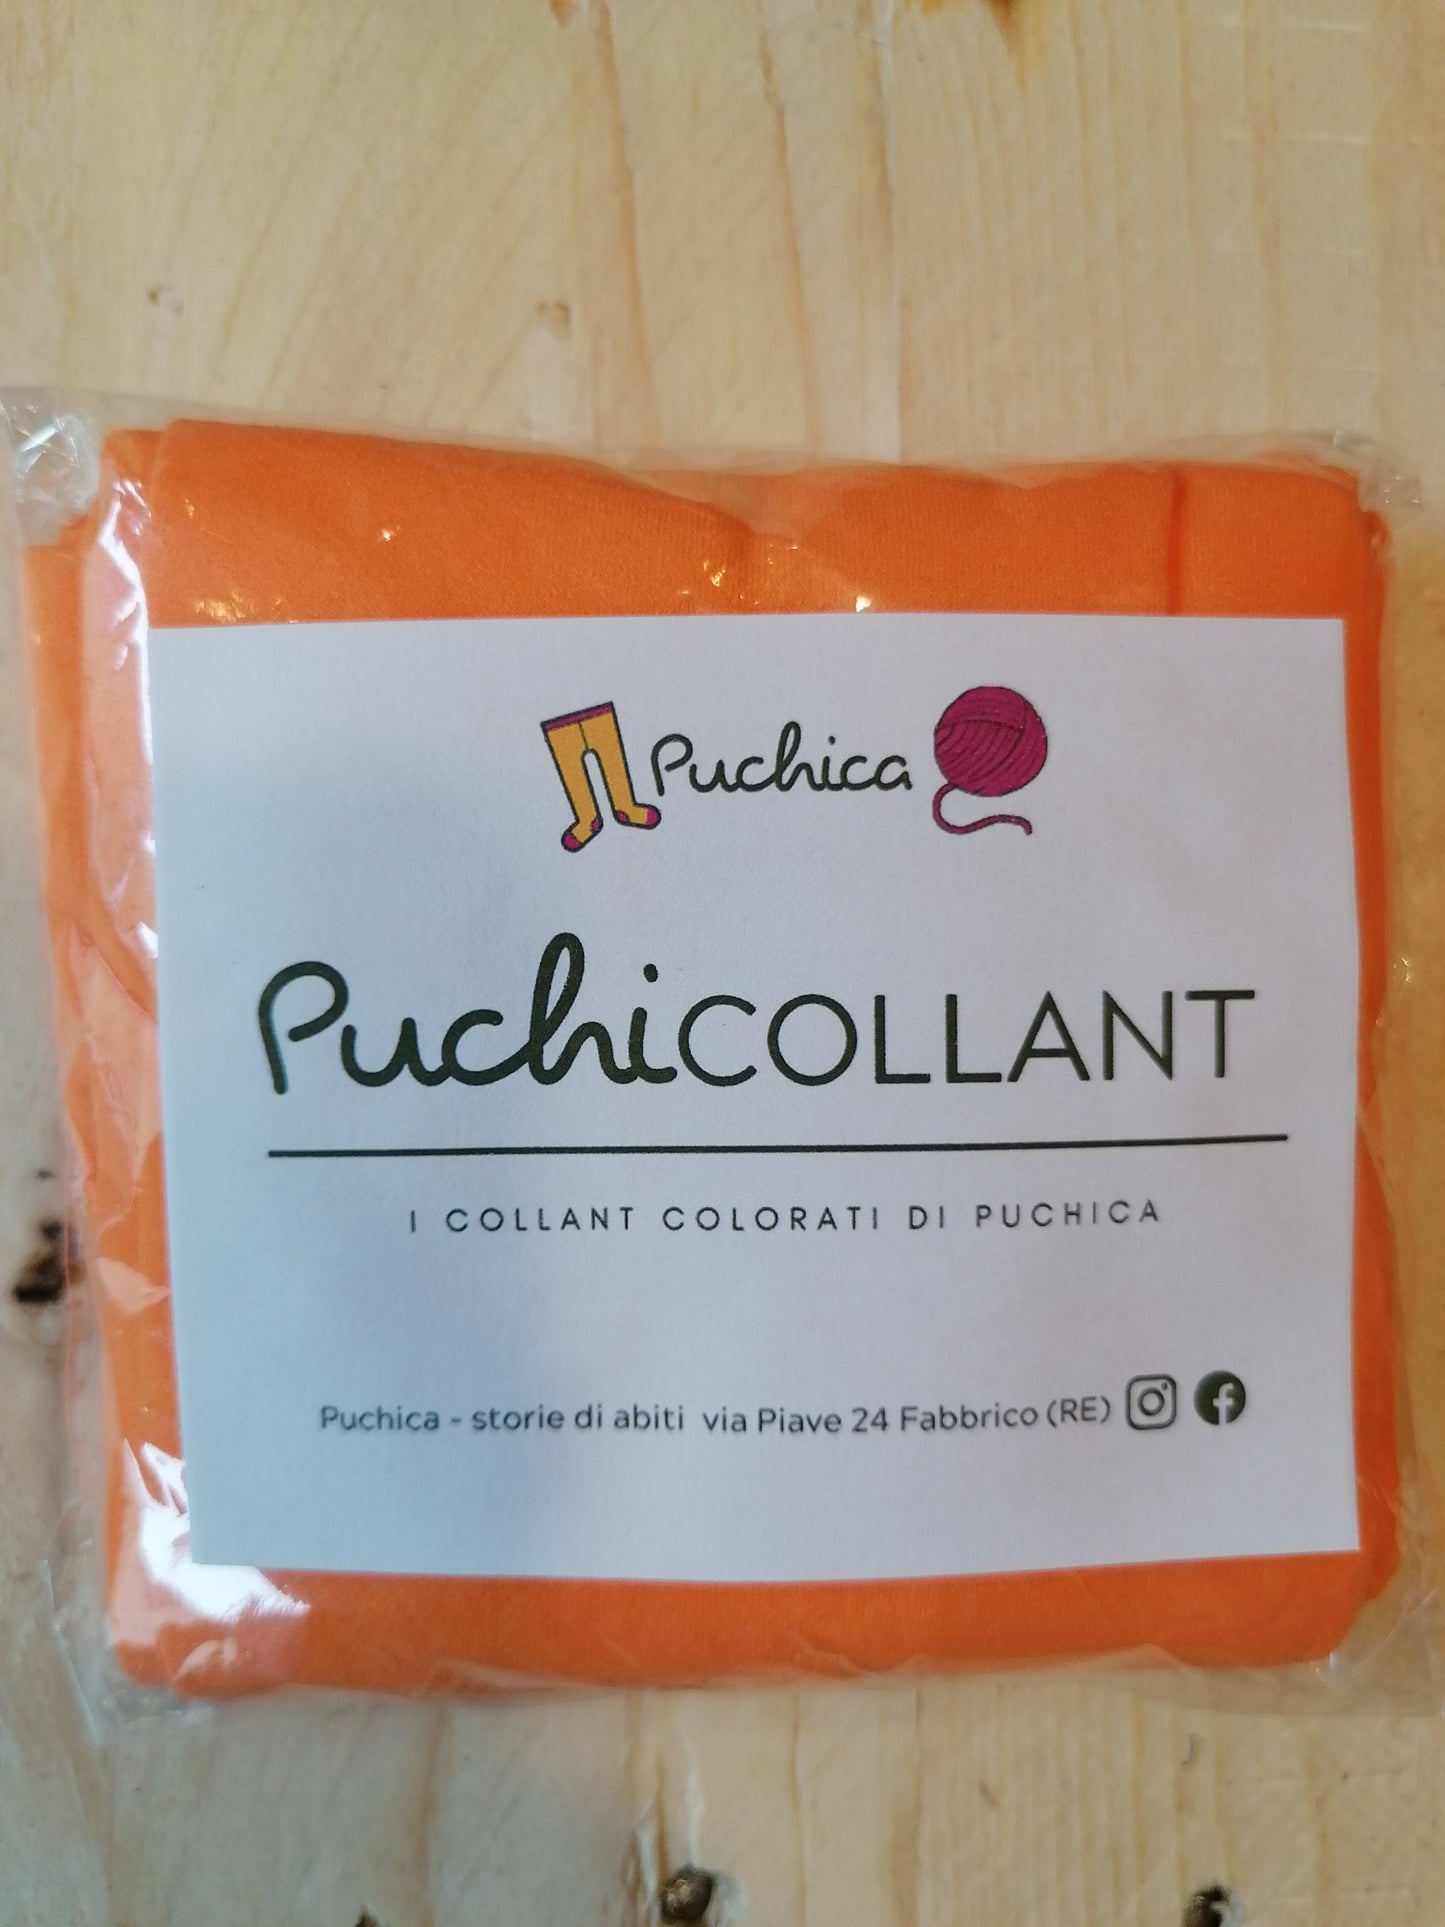 Puchica
PuchiCOLLANT
I COLLANT COLORATI DI PUCHICA
Puchica - storie di abiti via Piave 24 Fabbrico (RE)